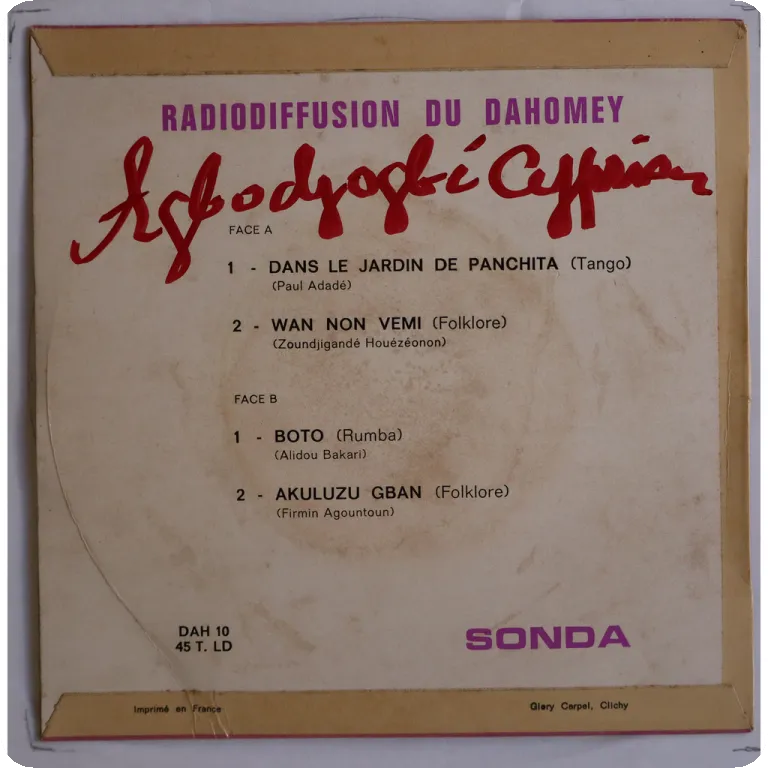 RADIODIFFUSION DU DAHOMEY
Agbodjogbé Cyprien
FACE A
1 - DANS LE JARDIN DE PANCHITA (Tango)
(Paul Adadé)
2 - WAN NON VEMI (Folklore)
(Zoundjigandé Houézéonon)
FACE B
1 - BOTO (Rumba)
(Alidou Bakari)
2 - AKULUZU GBAN (Folklore)
(Firmin Agountoun)
DAH 10
45 T. LD
SONDA
Imprimé en France
Glory Carpel, Clichy